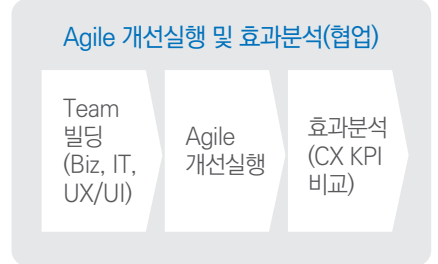 Agile 개선실행 및 효과분석(협업)
Team
빌딩
(Biz, IT,
UX/UI)
Agile
개선실행
효과분석
(CX KPI
비교)